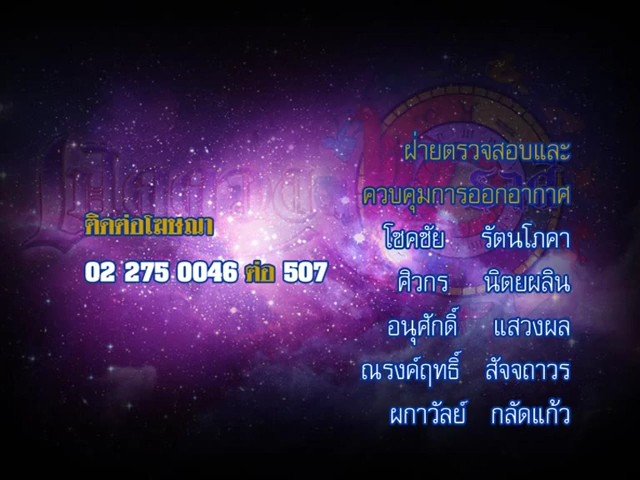 ติดต่อโฆษณา
02 275 0046 ต่อ 507
ฝ่ายตรวจสอบและ
ควบคุมการออกอากาศ
โชคชัย รัตนโภคา
ศิวกร นิตยผลิน
อนุศักดิ์ แสวงผล
ณรงค์ฤทธิ์ สัจจถาวร
ผกาวัลย์ กลัดแก้ว